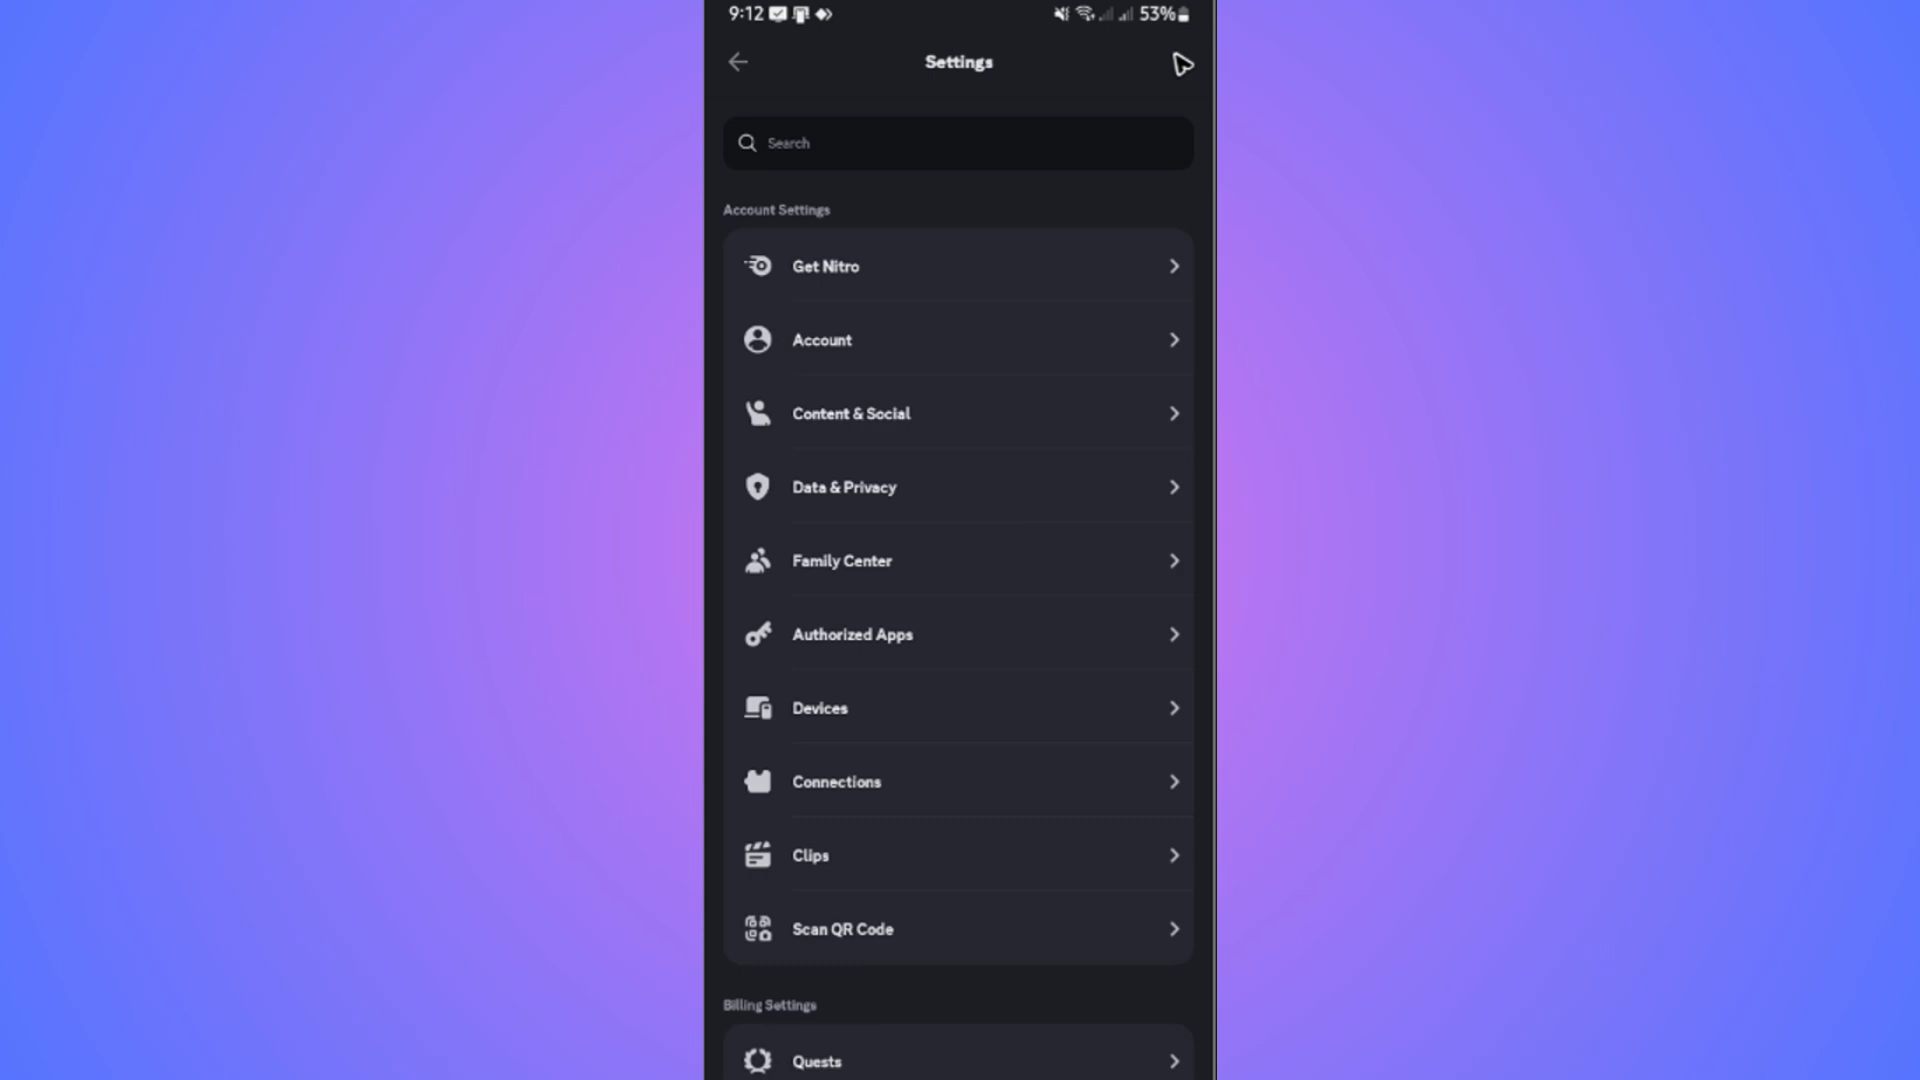 9:12 53%
Settings
Search
Account Settings
Get Nitro
Account
Content & Social
Data & Privacy
Family Center
Authorized Apps
Devices
Connections
Clips
Scan QR Code
Billing Settings
Quests